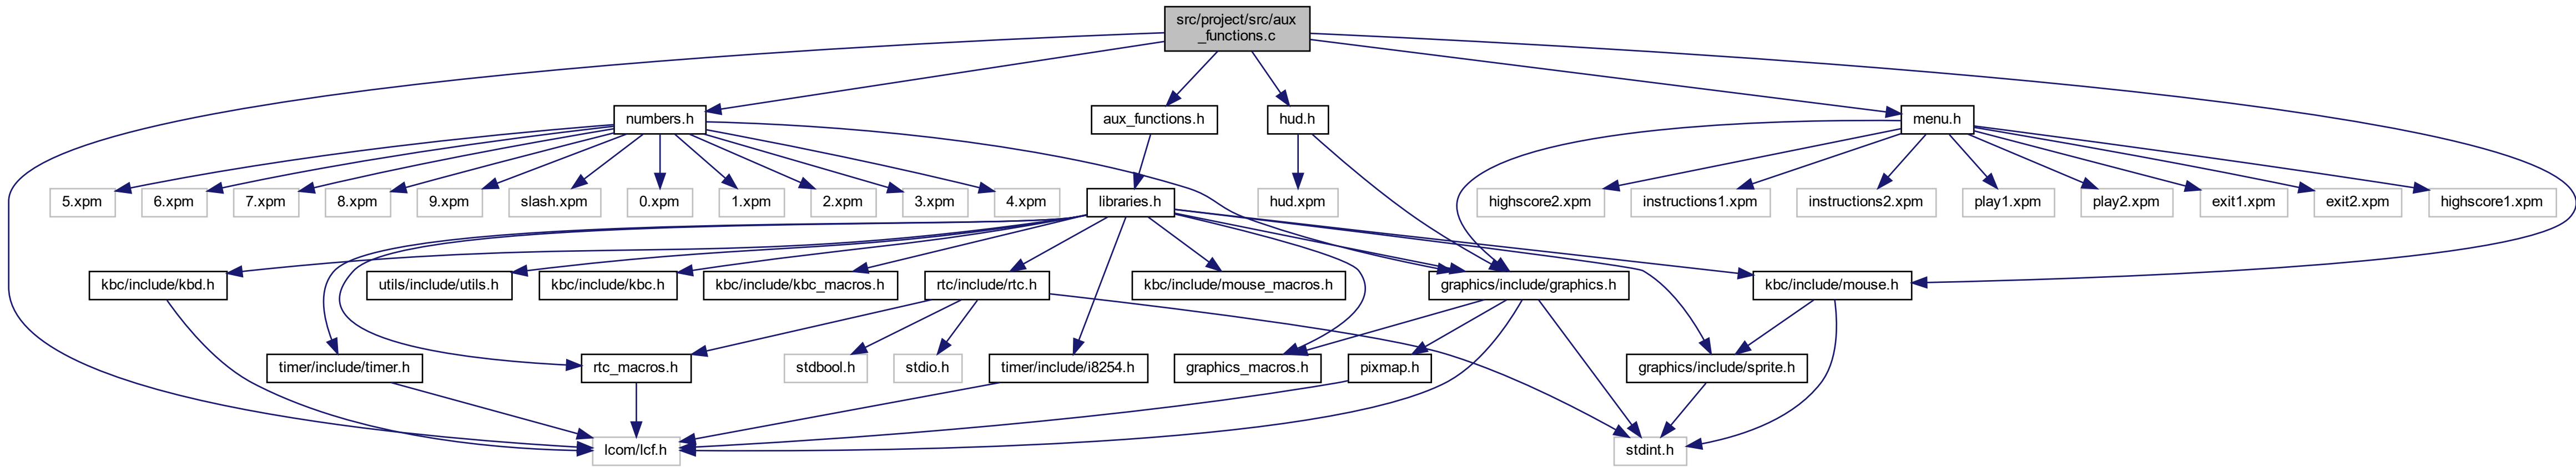 src/project/src/aux
_functions.c
numbers.h
aux_functions.h
hud.h
menu.h
5.xpm
6.xpm
7.xpm
8.xpm
9.xpm
slash.xpm
0.xpm
1.xpm
2.xpm
3.xpm
4.xpm
libraries.h
hud.xpm
highscore2.xpm
instructions1.xpm
instructions2.xpm
play1.xpm
play2.xpm
exit1.xpm
exit2.xpm
highscore1.xpm
kbc/include/kbd.h
utils/include/utils.h
kbc/include/kbc.h
kbc/include/kbc_macros.h
rtc/include/rtc.h
kbc/include/mouse_macros.h
graphics/include/graphics.h
kbc/include/mouse.h
timer/include/timer.h
rtc_macros.h
stdbool.h
stdio.h
timer/include/i8254.h
graphics_macros.h
pixmap.h
graphics/include/sprite.h
lcom/lcf.h
stdint.h